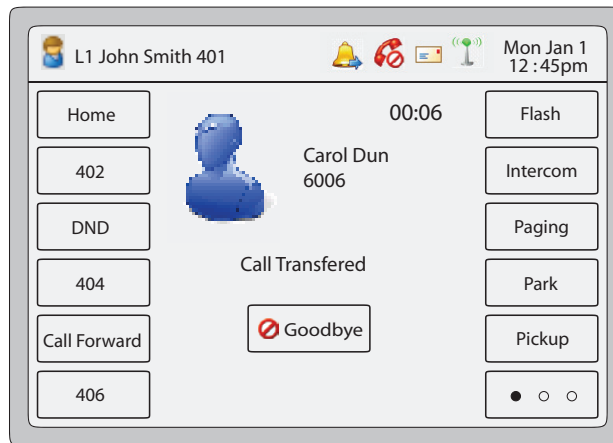 L1 John Smith 401
Mon Jan 1
12 : 45pm
Home
00:06
Flash
402
Carol Dun
6006
Intercom
DND
Paging
404
Call Transfered
Park
Call Forward
Goodbye
Pickup
406